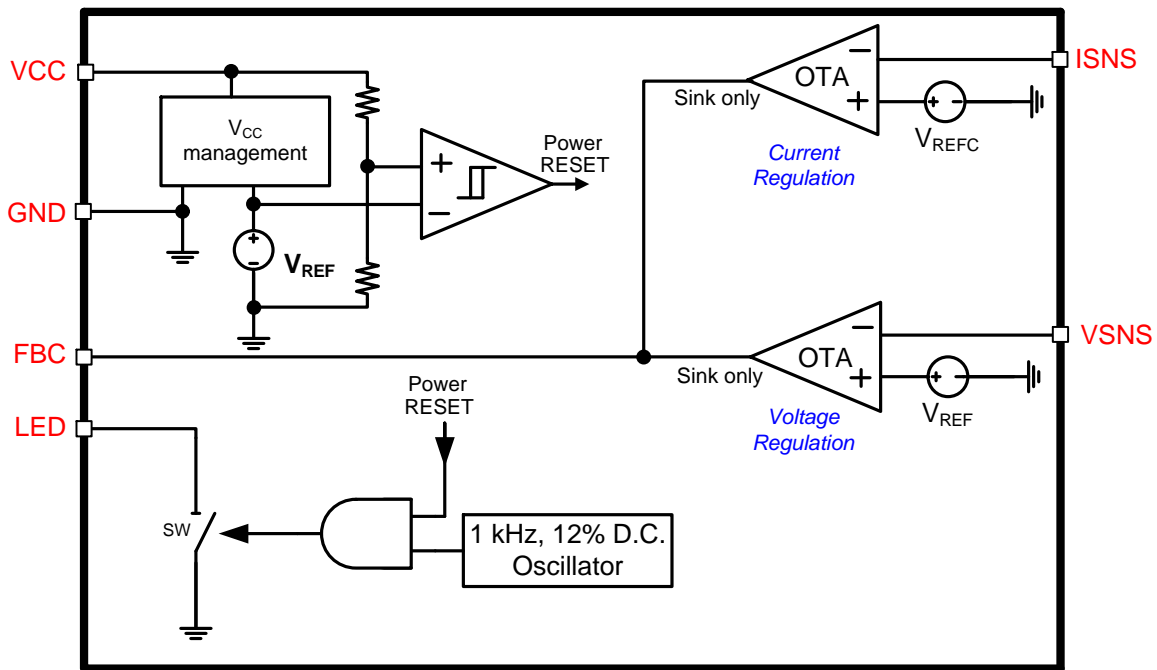 VCC
VCC
management
GND
VREF
+
−
+
−
Power
RESET
OTA
−
+
Sink only
ISNS
+ -
VREFC
Current
Regulation
FBC
OTA
−
+
Sink only
VSNS
+ -
VREF
Voltage
Regulation
LED
SW
Power
RESET
1 kHz, 12% D.C.
Oscillator